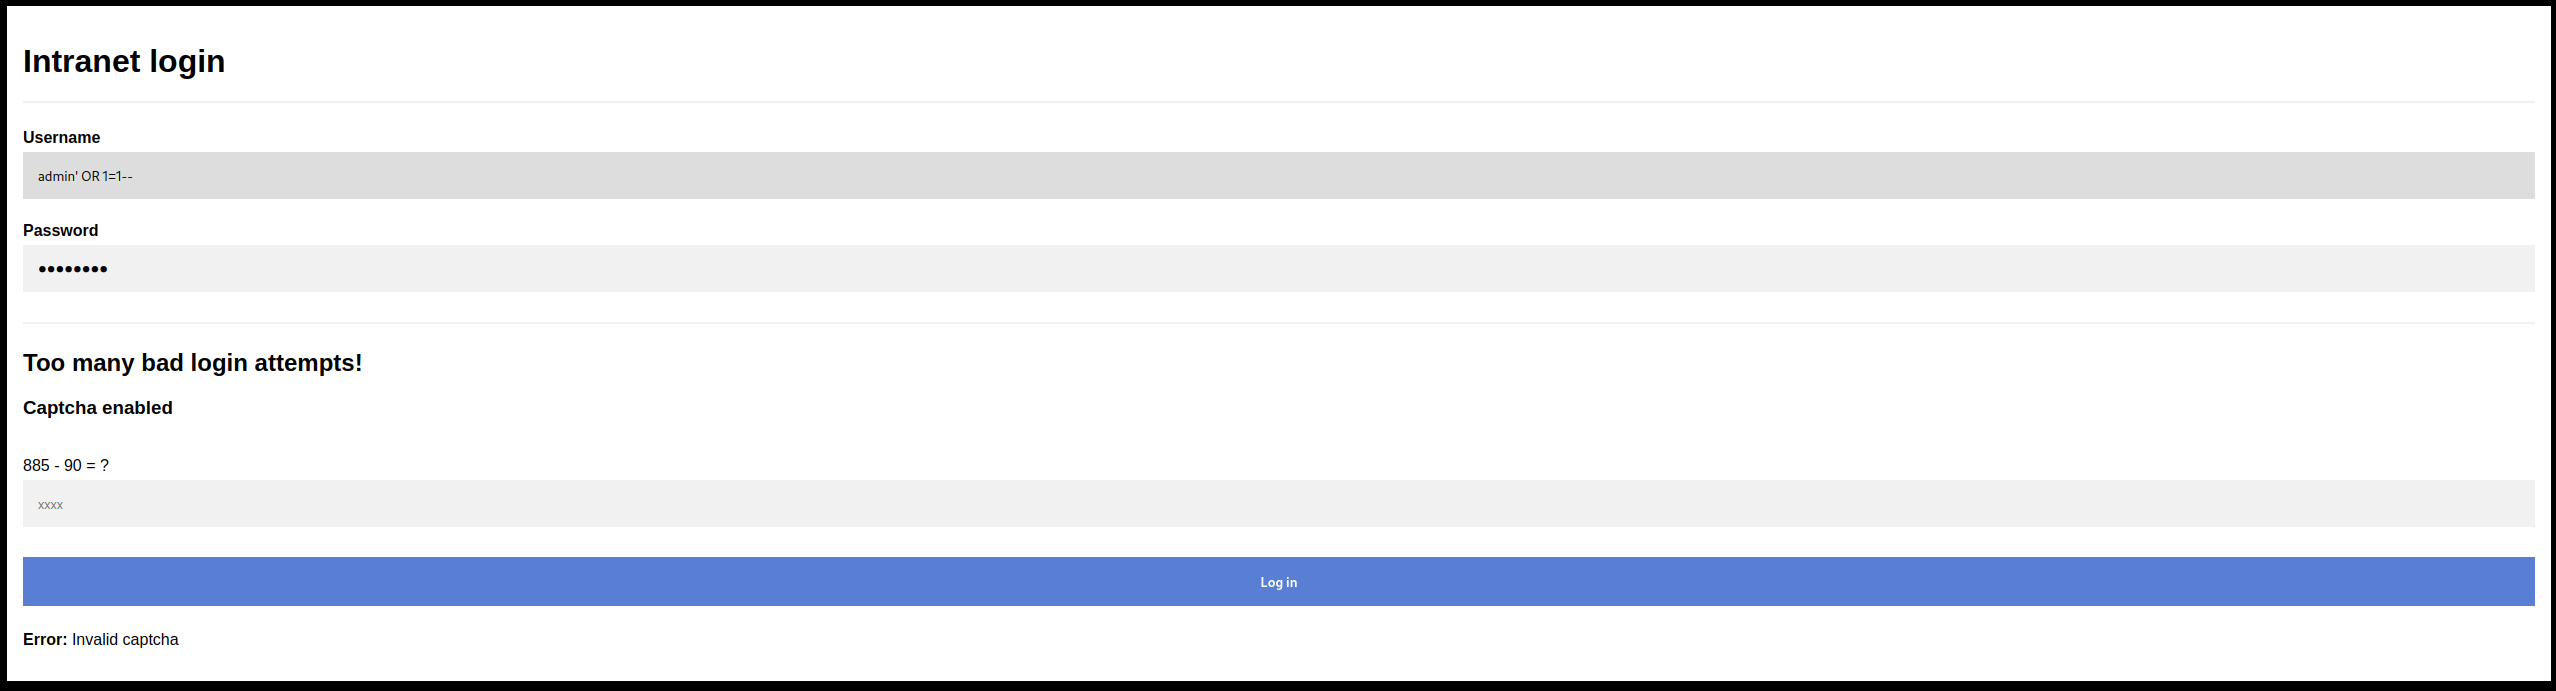 Intranet login
Username
admin' OR 1=1--
Password
••••••••
Too many bad login attempts!
Captcha enabled
885 - 90 = ?
xxxx
Log in
Error: Invalid captcha